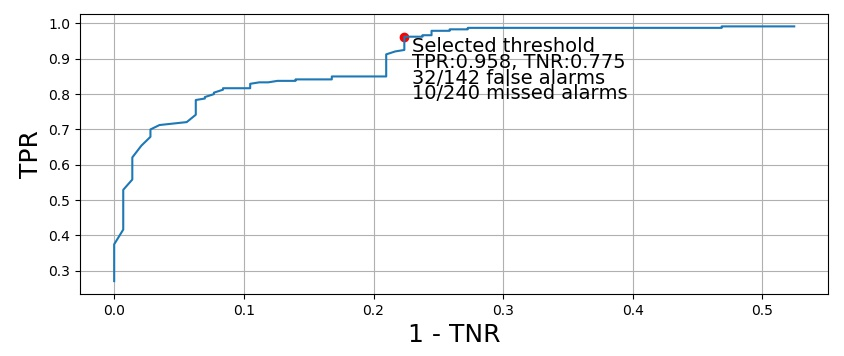 1.0
0.9
0.8
0.7
0.6
0.5
0.4
0.3
TPR
Selected threshold
TPR:0.958, TNR:0.775
32/142 false alarms
10/240 missed alarms
0.0 0.1 0.2 0.3 0.4 0.5
1 - TNR